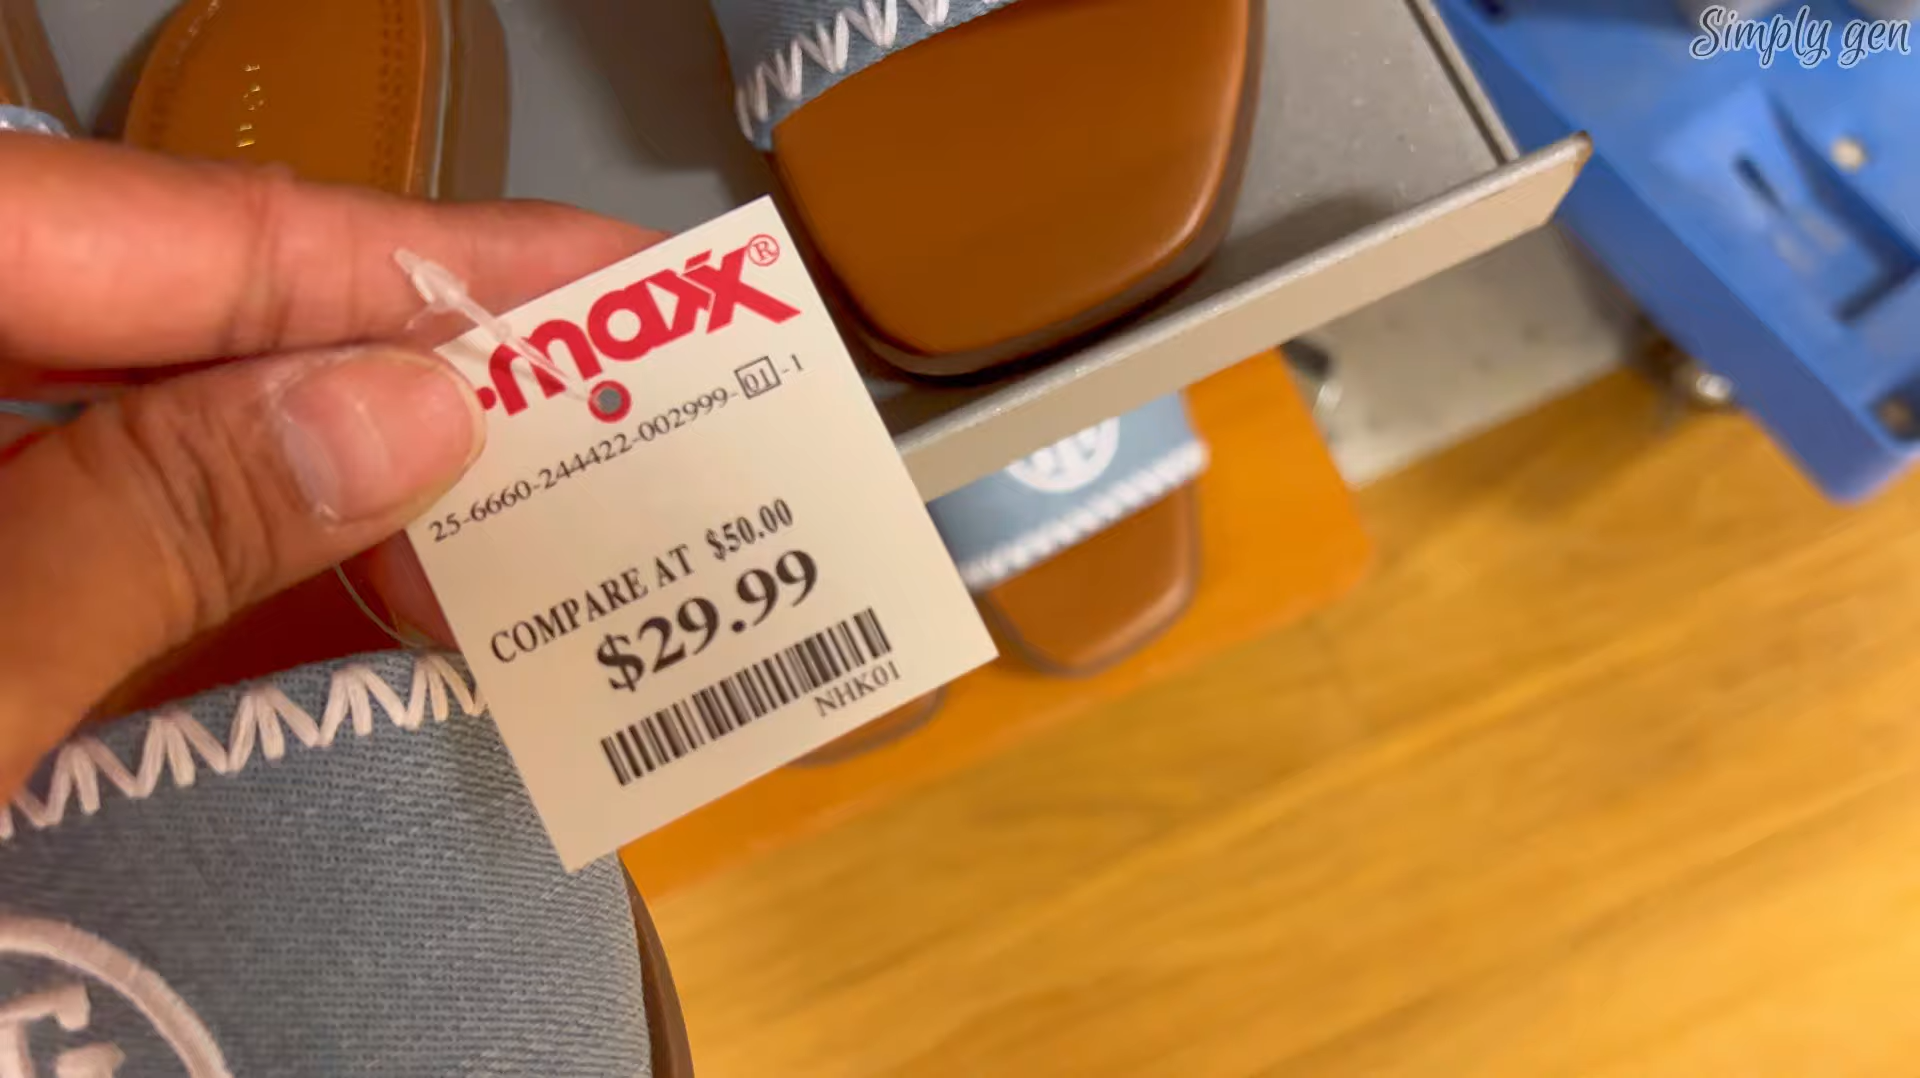 Simply gen
maxx®
25-6660-244422-002999-01-1
COMPARE AT $50.00
$29.99
NHK01